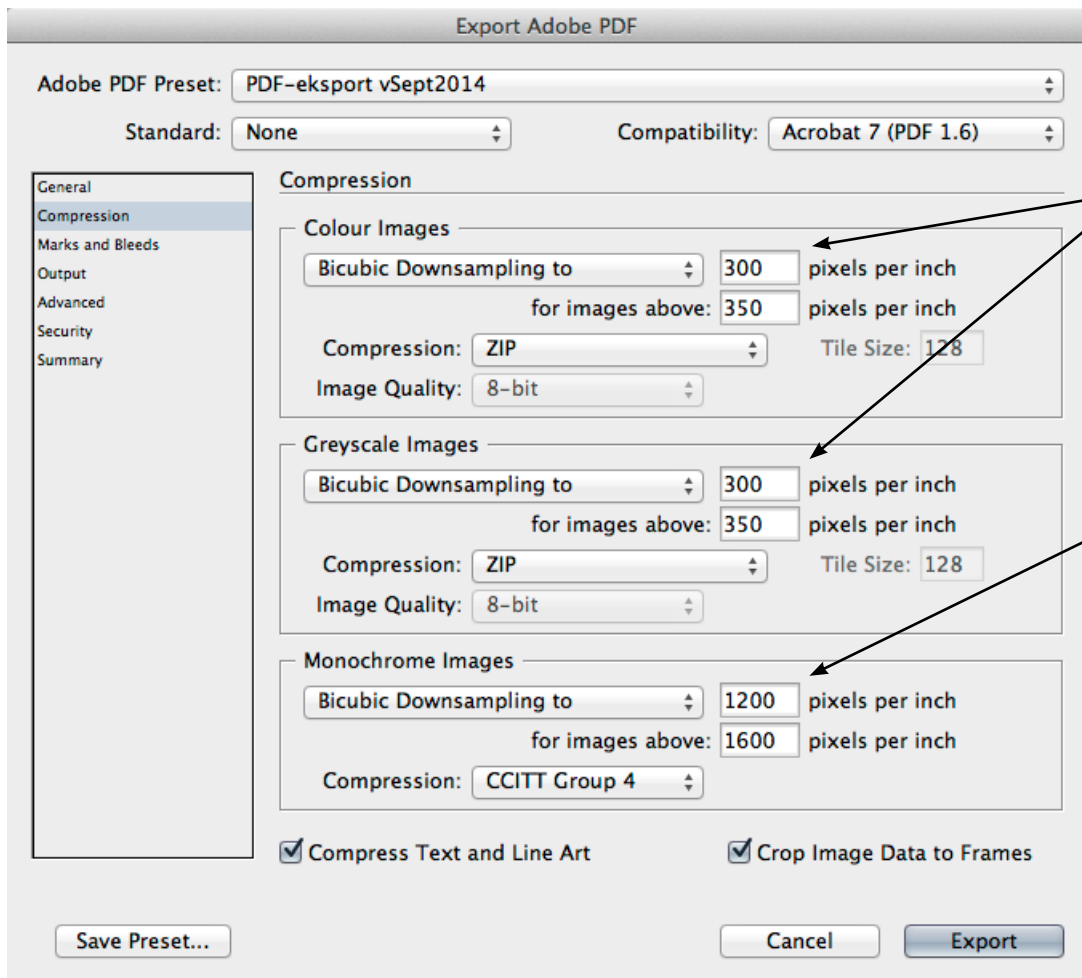 Export Adobe PDF
Adobe PDF Preset: PDF-eksport vSept2014
Standard: None Compatibility: Acrobat 7 (PDF 1.6)
General
Compression
Marks and Bleeds
Output
Advanced
Security
Summary
Compression
Colour Images
Bicubic Downsampling to 300 pixels per inch
for images above: 350 pixels per inch
Compression: ZIP Tile Size: 128
Image Quality: 8-bit
Greyscale Images
Bicubic Downsampling to 300 pixels per inch
for images above: 350 pixels per inch
Compression: ZIP Tile Size: 128
Image Quality: 8-bit
Monochrome Images
Bicubic Downsampling to 1200 pixels per inch
for images above: 1600 pixels per inch
Compression: CCITT Group 4
Compress Text and Line Art Crop Image Data to Frames
Save Preset... Cancel Export